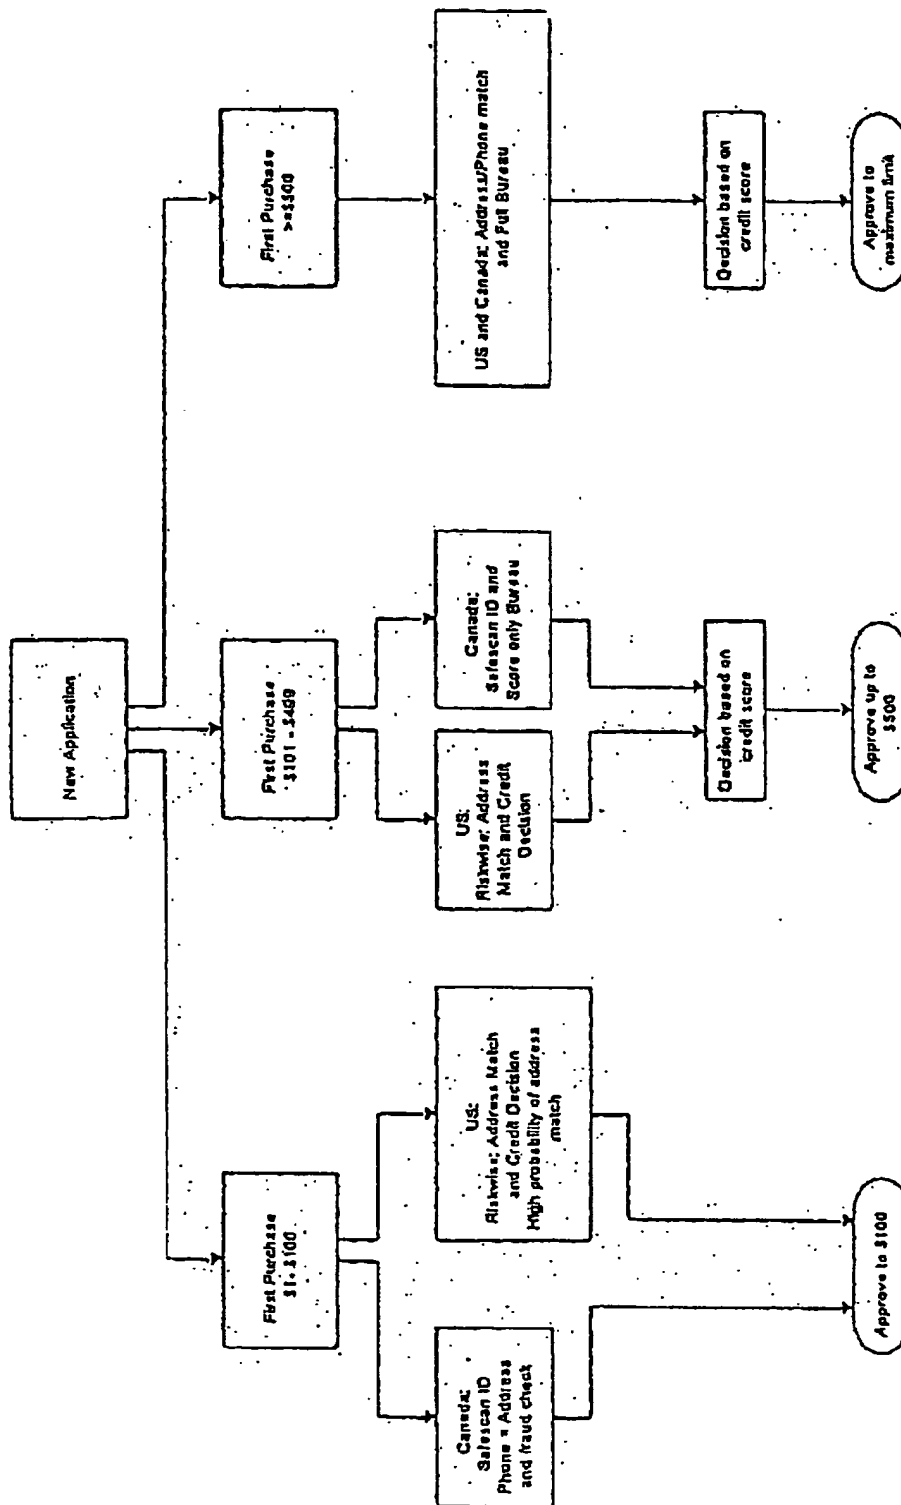 New Application
First Purchase
$1-$100
First Purchase
$101 - $499
First Purchase
>=$500
Canada:
Safescan ID
Phone = Address
and fraud check
US:
Riskwise: Address Match
and Credit Decision
High probability of address
match
US:
Riskwise: Address
Match and Credit
Decision
Canada:
Safescan ID and
Score only Bureau
US and Canada: Address/Phone match
and Full Bureau
Decision based on
credit score
Decision based on
credit score
Approve to $100
Approve up to
$500
Approve to
maximum limit